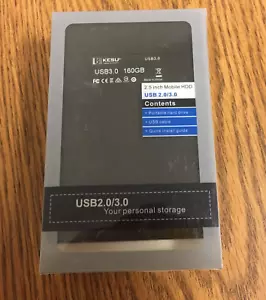 KESU
USB3.0
USB3.0 160GB
2.5-inch Mobile HDD
USB 2.0/3.0
Contents
Portable hard drive
USB cable
Quick install guide
USB2.0/3.0
Your personal storage